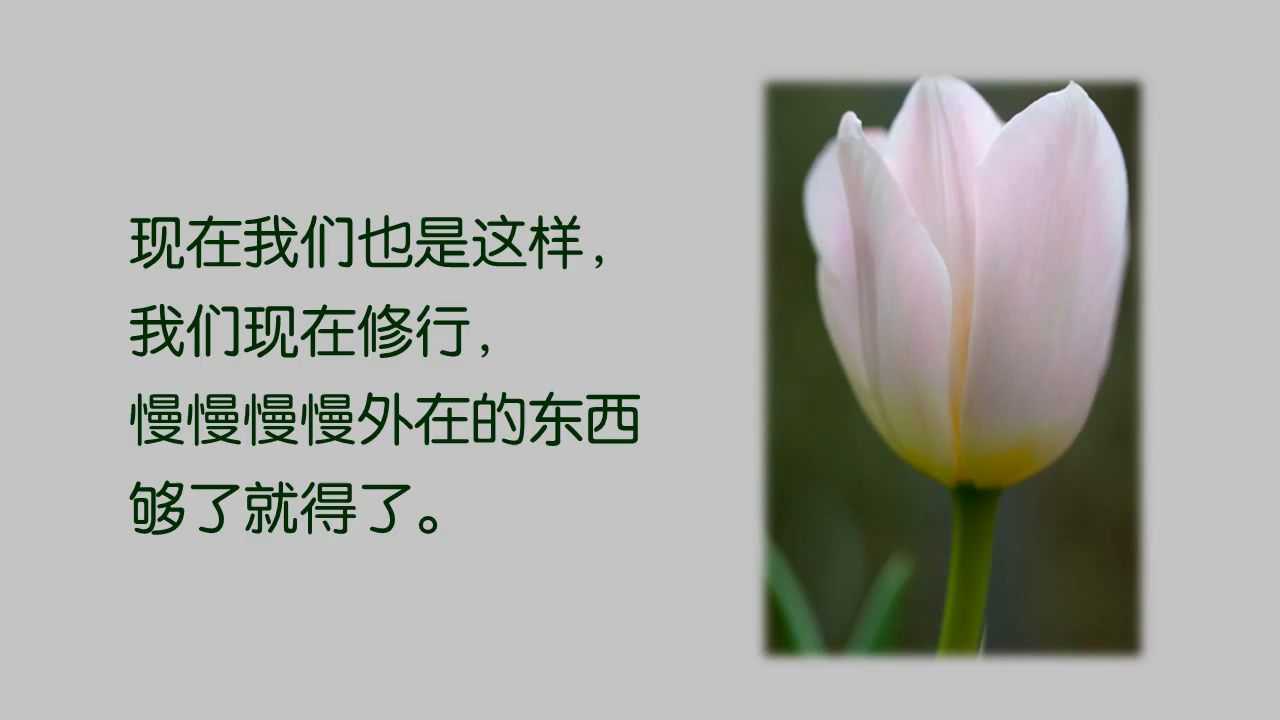 现在我们也是这样，
我们现在修行，
慢慢慢慢外在的东西
够了就得了。